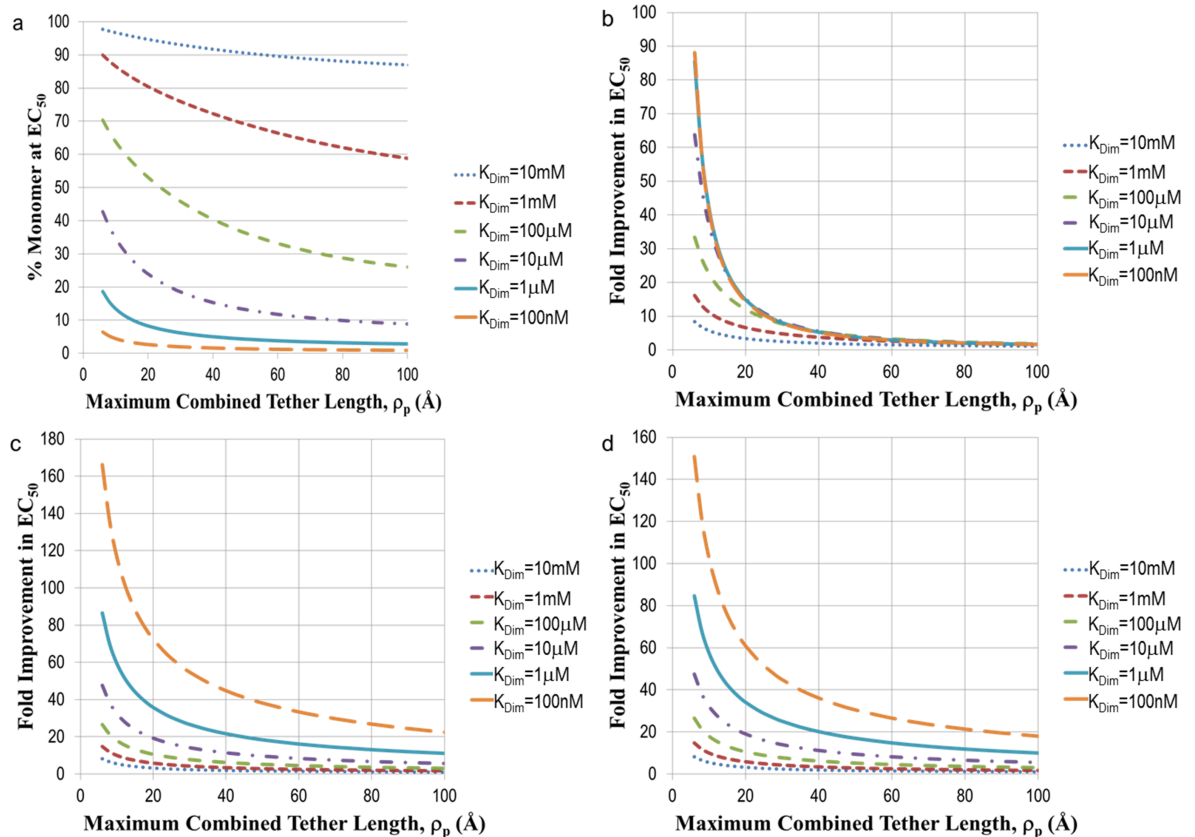 a
100
90
80
70
60
50
40
30
20
10
0
% Monomer at EC50
0 20 40 60 80 100
Maximum Combined Tether Length, ρp (Å)
KDim=10mM
KDim=1mM
KDim=100μM
KDim=10μM
KDim=1μM
KDim=100nM
b
100
90
80
70
60
50
40
30
20
10
0
Fold Improvement in EC50
0 20 40 60 80 100
Maximum Combined Tether Length, ρp (Å)
KDim=10mM
KDim=1mM
KDim=100μM
KDim=10μM
KDim=1μM
KDim=100nM
c
180
160
140
120
100
80
60
40
20
0
Fold Improvement in EC50
0 20 40 60 80 100
Maximum Combined Tether Length, ρp (Å)
KDim=10mM
KDim=1mM
KDim=100μM
KDim=10μM
KDim=1μM
KDim=100nM
d
160
140
120
100
80
60
40
20
0
Fold Improvement in EC50
0 20 40 60 80 100
Maximum Combined Tether Length, ρp (Å)
KDim=10mM
KDim=1mM
KDim=100μM
KDim=10μM
KDim=1μM
KDim=100nM